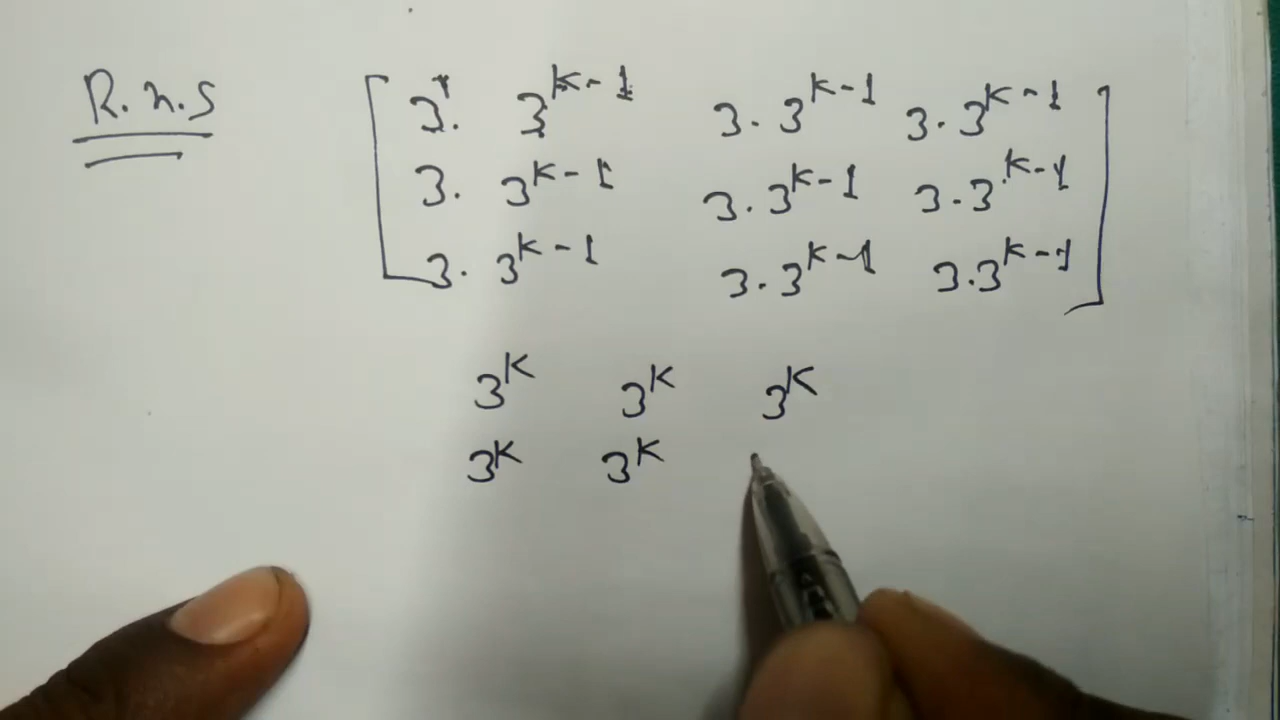 R.H.S
3¹. 3^{k-1} 3.3^{k-1} 3.3^{k-1}
3. 3^{k-1} 3.3^{k-1} 3.3^{k-1}
3. 3^{k-1} 3.3^{k-1} 3.3^{k-1}
3^k 3^k 3^k
3^k 3^k